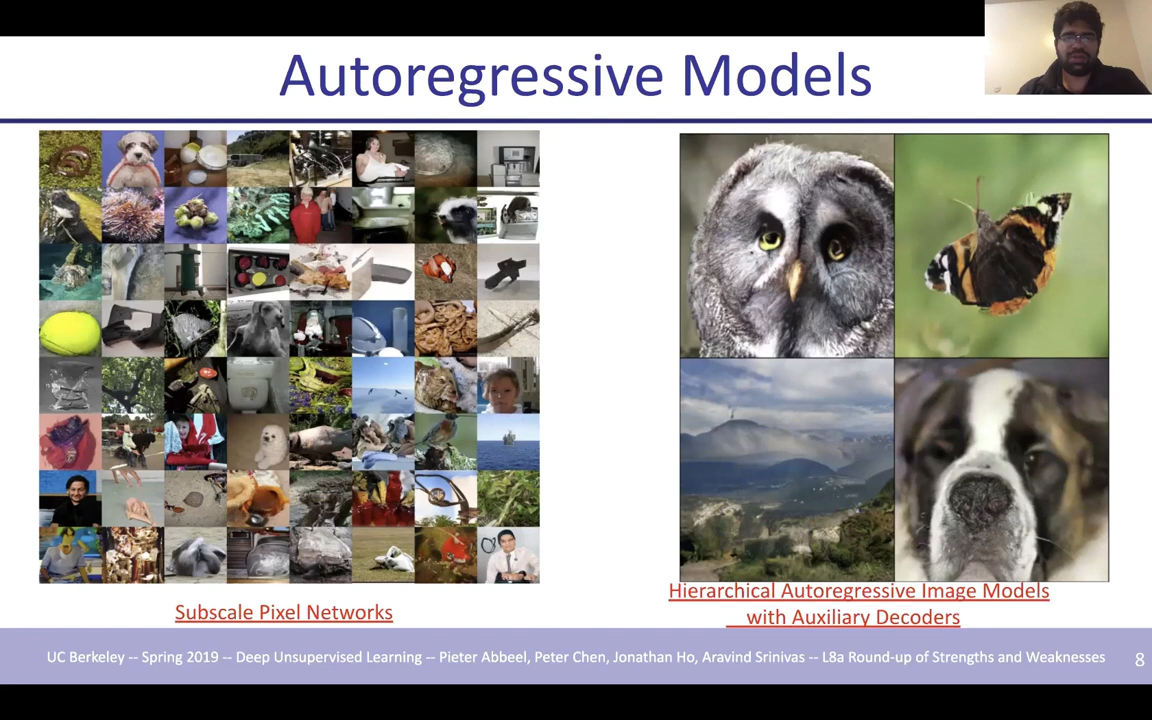 Autoregressive Models
Subscale Pixel Networks
Hierarchical Autoregressive Image Models
with Auxiliary Decoders
UC Berkeley -- Spring 2019 -- Deep Unsupervised Learning -- Pieter Abbeel, Peter Chen, Jonathan Ho, Aravind Srinivas -- L8a Round-up of Strengths and Weaknesses
8